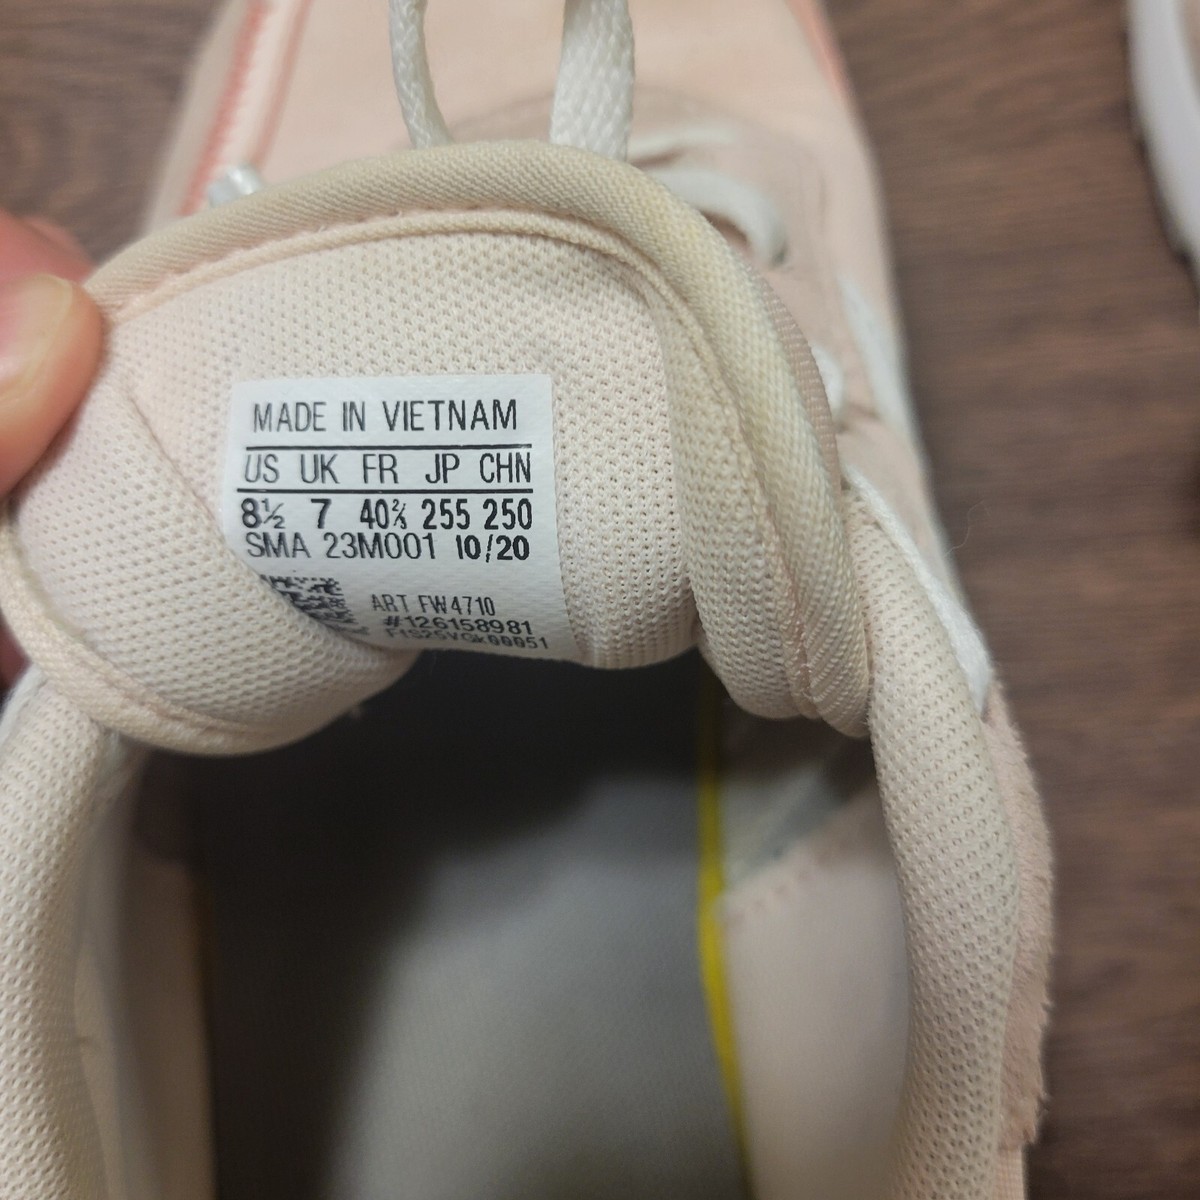 MADE IN VIETNAM
US UK FR JP CHN
8½ 7 40⅔ 255 250
SMA 23M001 10/20
ART FW4710
#126158981